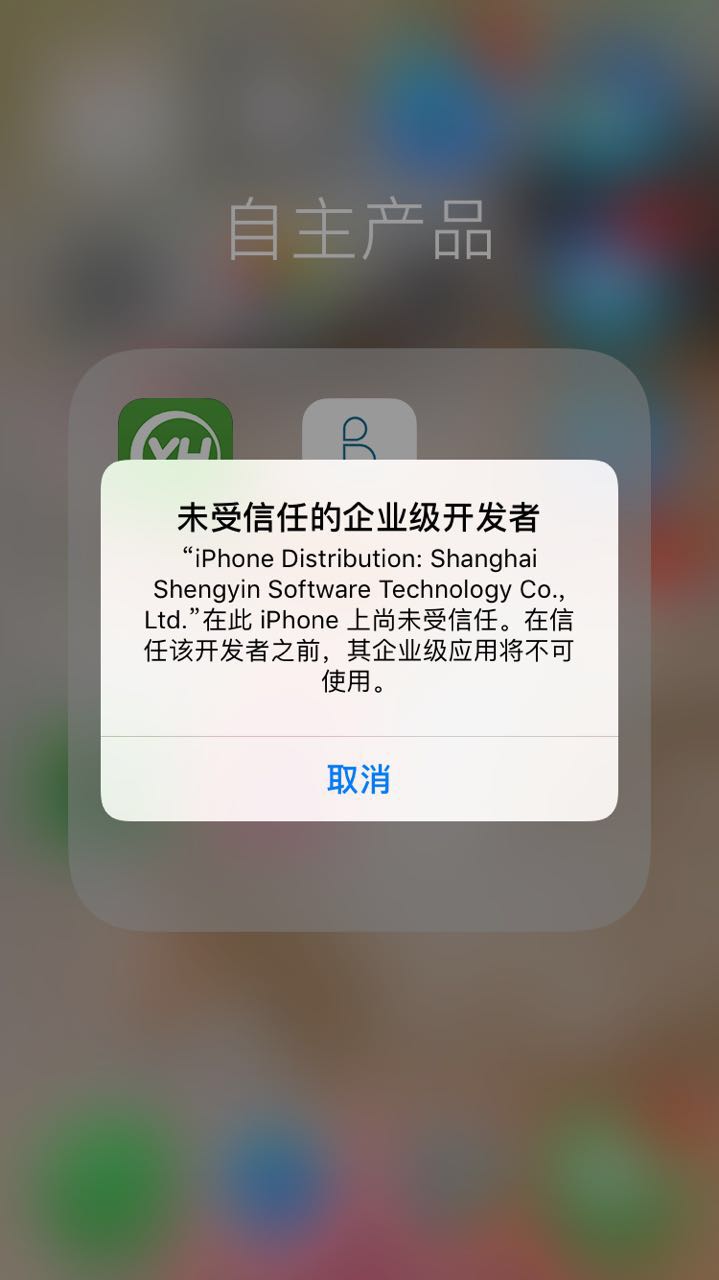 自主产品
YH
未受信任的企业级开发者
“iPhone Distribution: Shanghai
Shengyin Software Technology Co.,
Ltd.”在此 iPhone 上尚未受信任。在信
任该开发者之前，其企业级应用将不可
使用。
取消